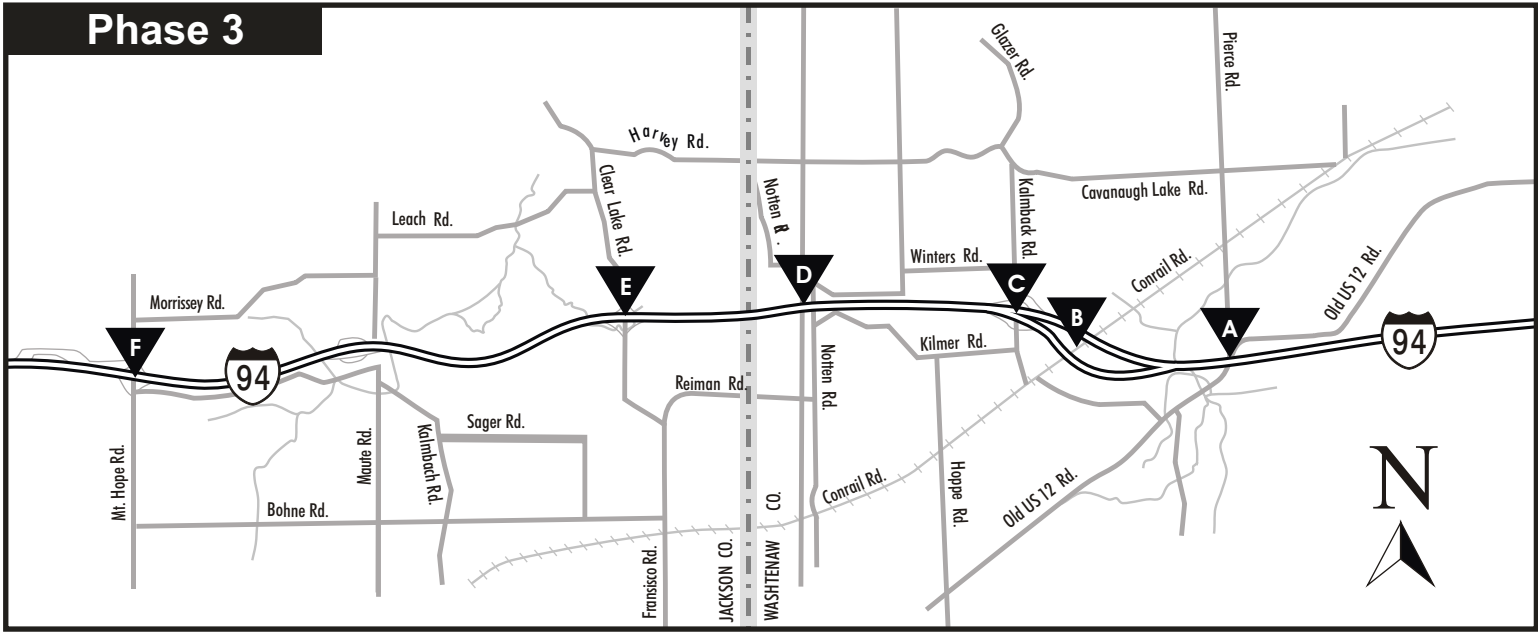 Phase 3
Glazer Rd.
Pierce Rd.
Harvey Rd.
Clear Lake Rd.
Notten R.
Kalmback Rd.
Cavanaugh Lake Rd.
Leach Rd.
Winters Rd.
Conrail Rd.
Old US 12 Rd.
Morrissey Rd.
F
E
D
C
B
A
94
94
Kilmer Rd.
Notten Rd.
Reiman Rd.
Sager Rd.
Kalmbach Rd.
Maute Rd.
Mt. Hope Rd.
Bohne Rd.
Conrail Rd.
Hoppe Rd.
Old US 12 Rd.
Fransisco Rd.
JACKSON CO.
WASHTENAW CO.
N